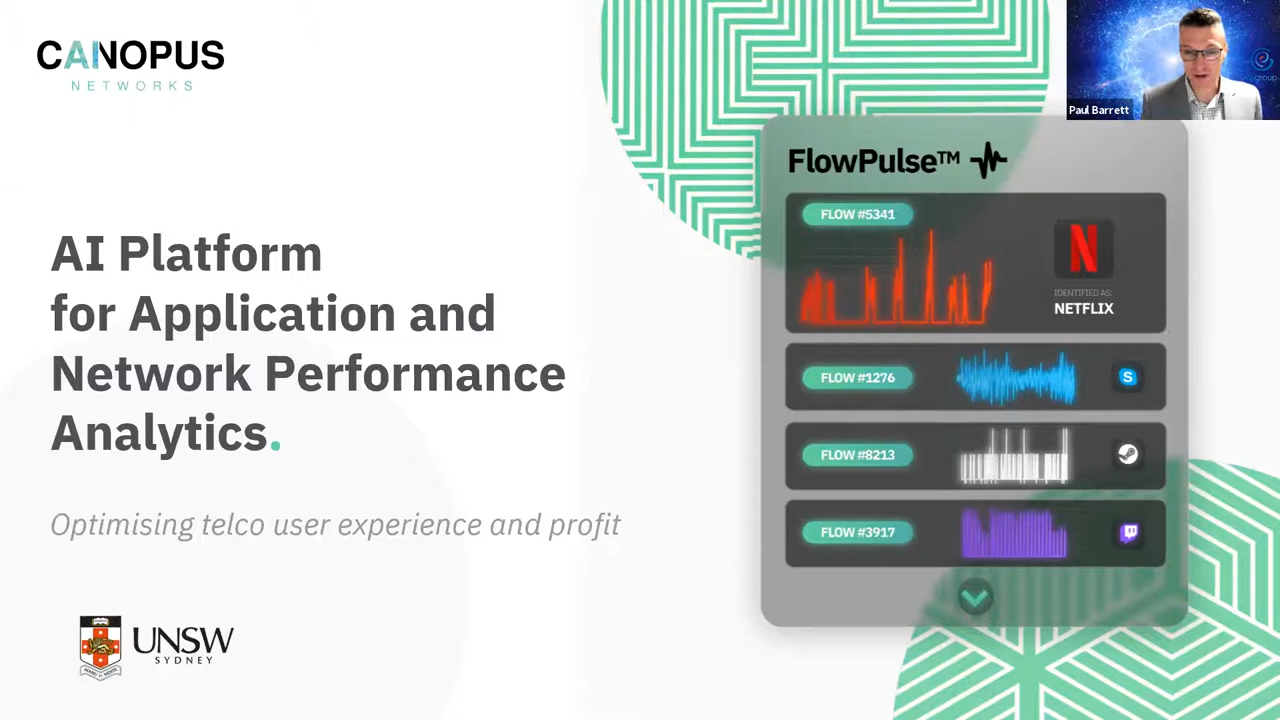 CANOPUS
NETWORKS
Paul Barrett
group
FlowPulse™
FLOW #5341
IDENTIFIED AS:
NETFLIX
FLOW #1276
S
FLOW #8213
FLOW #3917
AI Platform
for Application and
Network Performance
Analytics.
Optimising telco user experience and profit
UNSW
SYDNEY